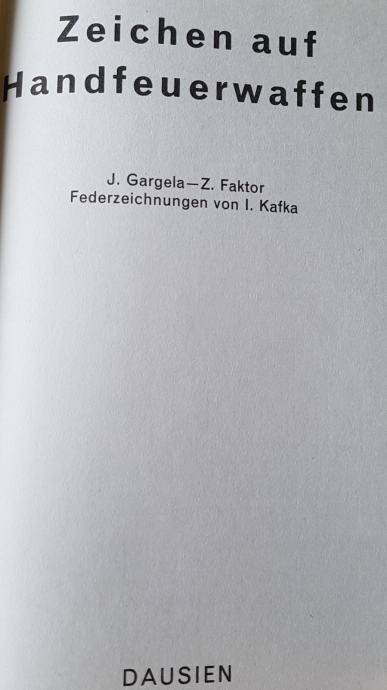 Zeichen auf
Handfeuerwaffen
J. Gargela—Z. Faktor
Federzeichnungen von I. Kafka
DAUSIEN